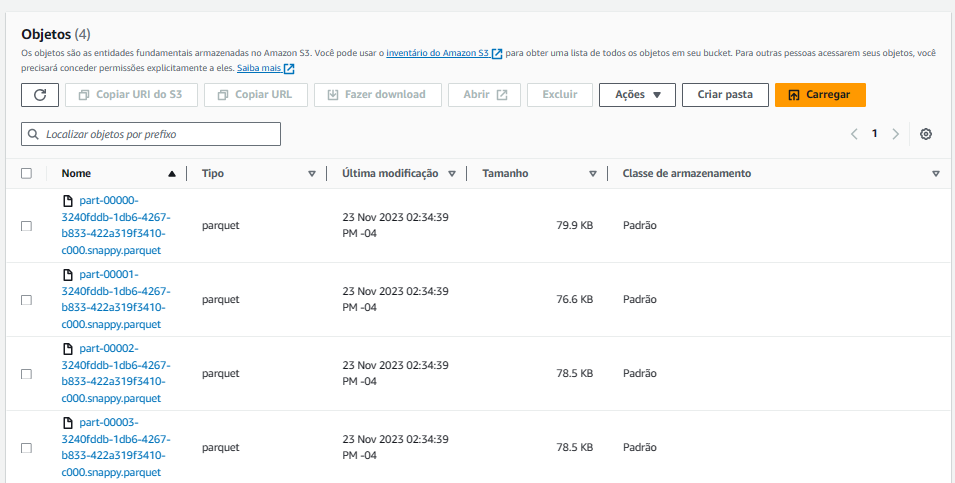 Objetos (4)
Os objetos são as entidades fundamentais armazenadas no Amazon S3. Você pode usar o inventário do Amazon S3 para obter uma lista de todos os objetos em seu bucket. Para outras pessoas acessarem seus objetos, você
precisará conceder permissões explicitamente a eles. Saiba mais
Copiar URI do S3 Copiar URL Fazer download Abrir Excluir Ações Criar pasta Carregar
Localizar objetos por prefixo 1
Nome Tipo Última modificação Tamanho Classe de armazenamento
part-00000-
3240fddb-1db6-4267-
b833-422a319f3410-
c000.snappy.parquet
parquet
23 Nov 2023 02:34:39
PM -04
79.9 KB
Padrão
part-00001-
3240fddb-1db6-4267-
b833-422a319f3410-
c000.snappy.parquet
parquet
23 Nov 2023 02:34:39
PM -04
76.6 KB
Padrão
part-00002-
3240fddb-1db6-4267-
b833-422a319f3410-
c000.snappy.parquet
parquet
23 Nov 2023 02:34:39
PM -04
78.5 KB
Padrão
part-00003-
3240fddb-1db6-4267-
b833-422a319f3410-
c000.snappy.parquet
parquet
23 Nov 2023 02:34:39
PM -04
78.5 KB
Padrão